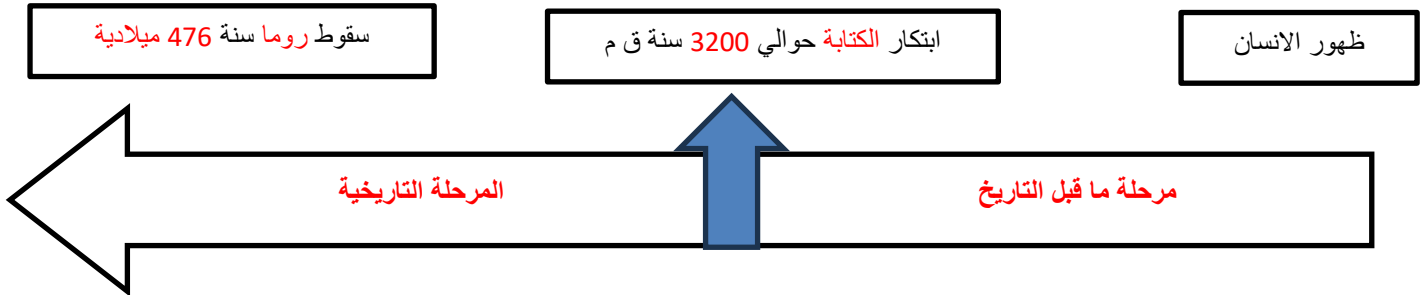 ظهور الانسان
ابتكار الكتابة حوالي 3200 سنة ق م
سقوط روما سنة 476 ميلادية
مرحلة ما قبل التاريخ
المرحلة التاريخية